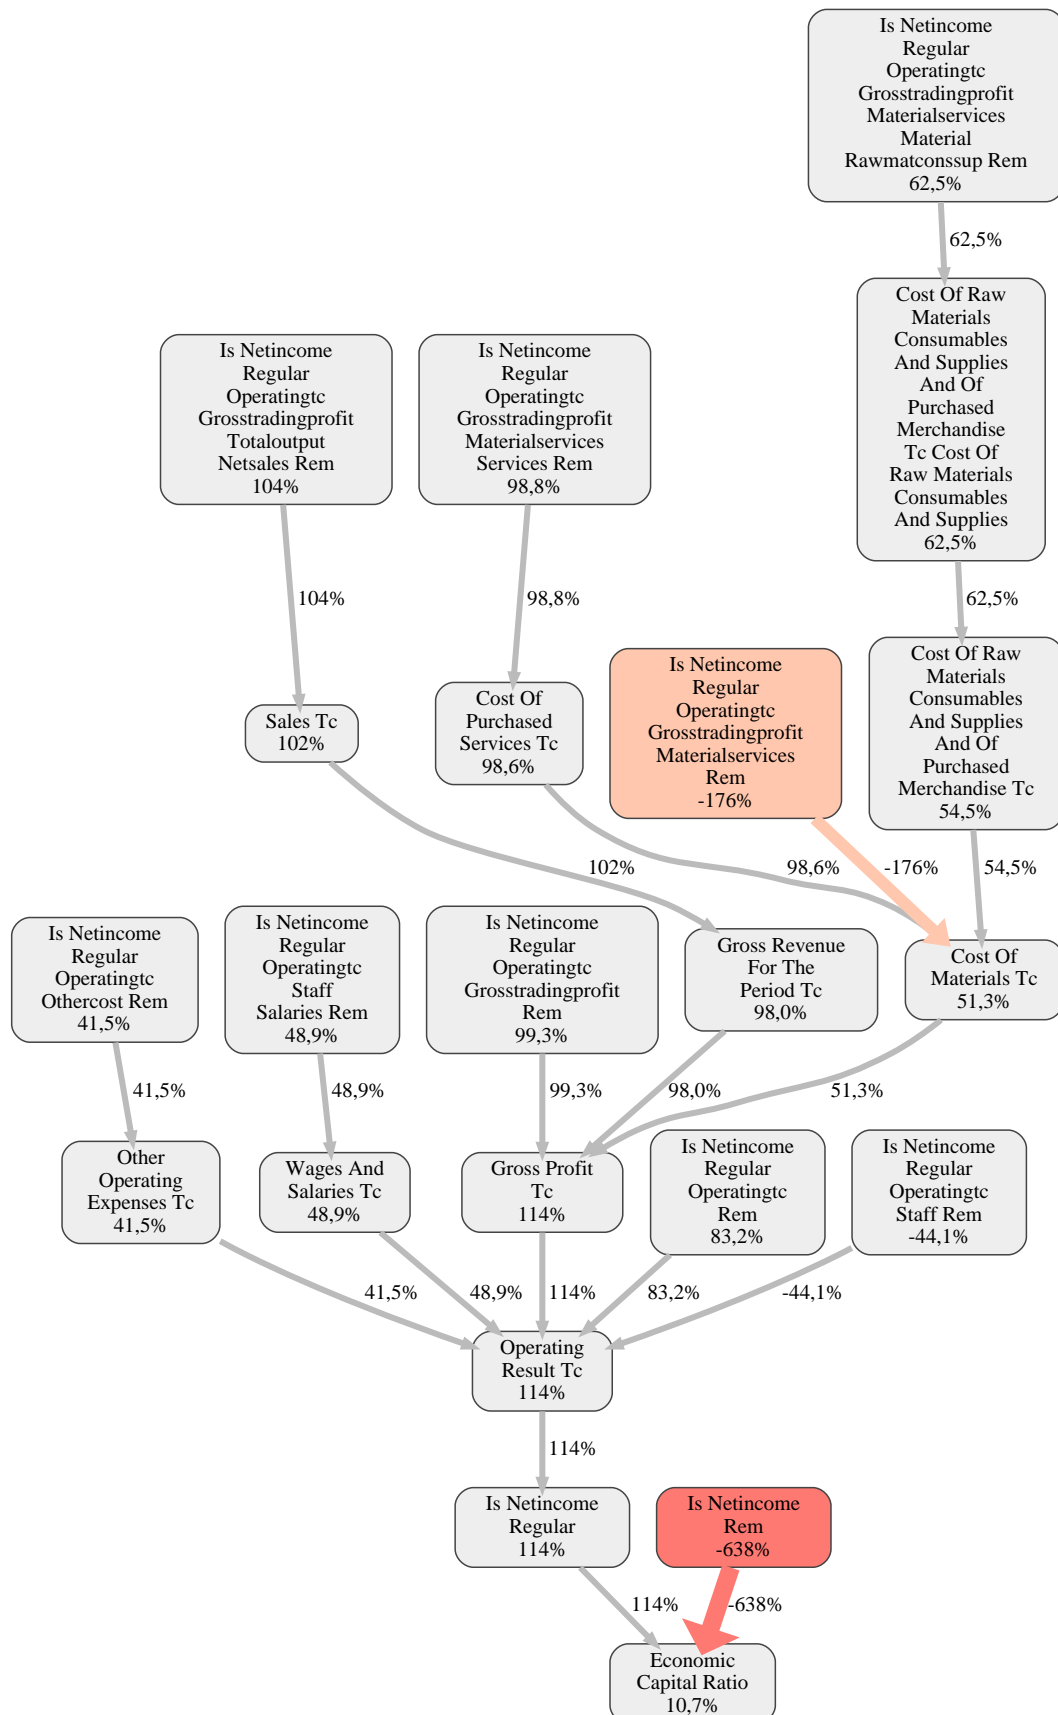 Is Netincome
Regular
Operatingtc
Grosstradingprofit
Materialservices
Material
Rawmatconssup Rem
62,5%
62,5%
Cost Of Raw
Materials
Consumables
And Supplies
And Of
Purchased
Merchandise
Tc Cost Of
Raw Materials
Consumables
And Supplies
62,5%
Is Netincome
Regular
Operatingtc
Grosstradingprofit
Totaloutput
Netsales Rem
104%
Is Netincome
Regular
Operatingtc
Grosstradingprofit
Materialservices
Services Rem
98,8%
104%
98,8%
62,5%
Sales Tc
102%
Cost Of
Purchased
Services Tc
98,6%
Is Netincome
Regular
Operatingtc
Grosstradingprofit
Materialservices
Rem
-176%
Cost Of Raw
Materials
Consumables
And Supplies
And Of
Purchased
Merchandise Tc
54,5%
102%
98,6%
-176%
54,5%
Is Netincome
Regular
Operatingtc
Othercost Rem
41,5%
Is Netincome
Regular
Operatingtc
Staff
Salaries Rem
48,9%
Is Netincome
Regular
Operatingtc
Grosstradingprofit
Rem
99,3%
Gross Revenue
For The
Period Tc
98,0%
Cost Of
Materials Tc
51,3%
41,5%
48,9%
99,3%
98,0%
51,3%
Other
Operating
Expenses Tc
41,5%
Wages And
Salaries Tc
48,9%
Gross Profit
Tc
114%
Is Netincome
Regular
Operatingtc
Rem
83,2%
Is Netincome
Regular
Operatingtc
Staff Rem
-44,1%
41,5%
48,9%
114%
83,2%
-44,1%
Operating
Result Tc
114%
114%
Is Netincome
Regular
114%
Is Netincome
Rem
-638%
114%
-638%
Economic
Capital Ratio
10,7%